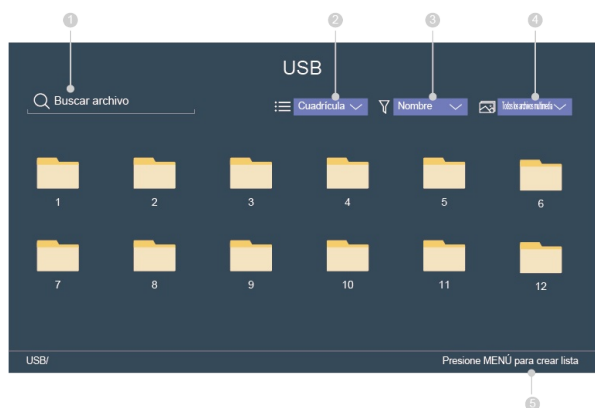 1 2 3 4
USB
Buscar archivo
Cuadrícula
Nombre
1 2 3 4 5 6
7 8 9 10 11 12
USB/
Presione MENÚ para crear lista
5